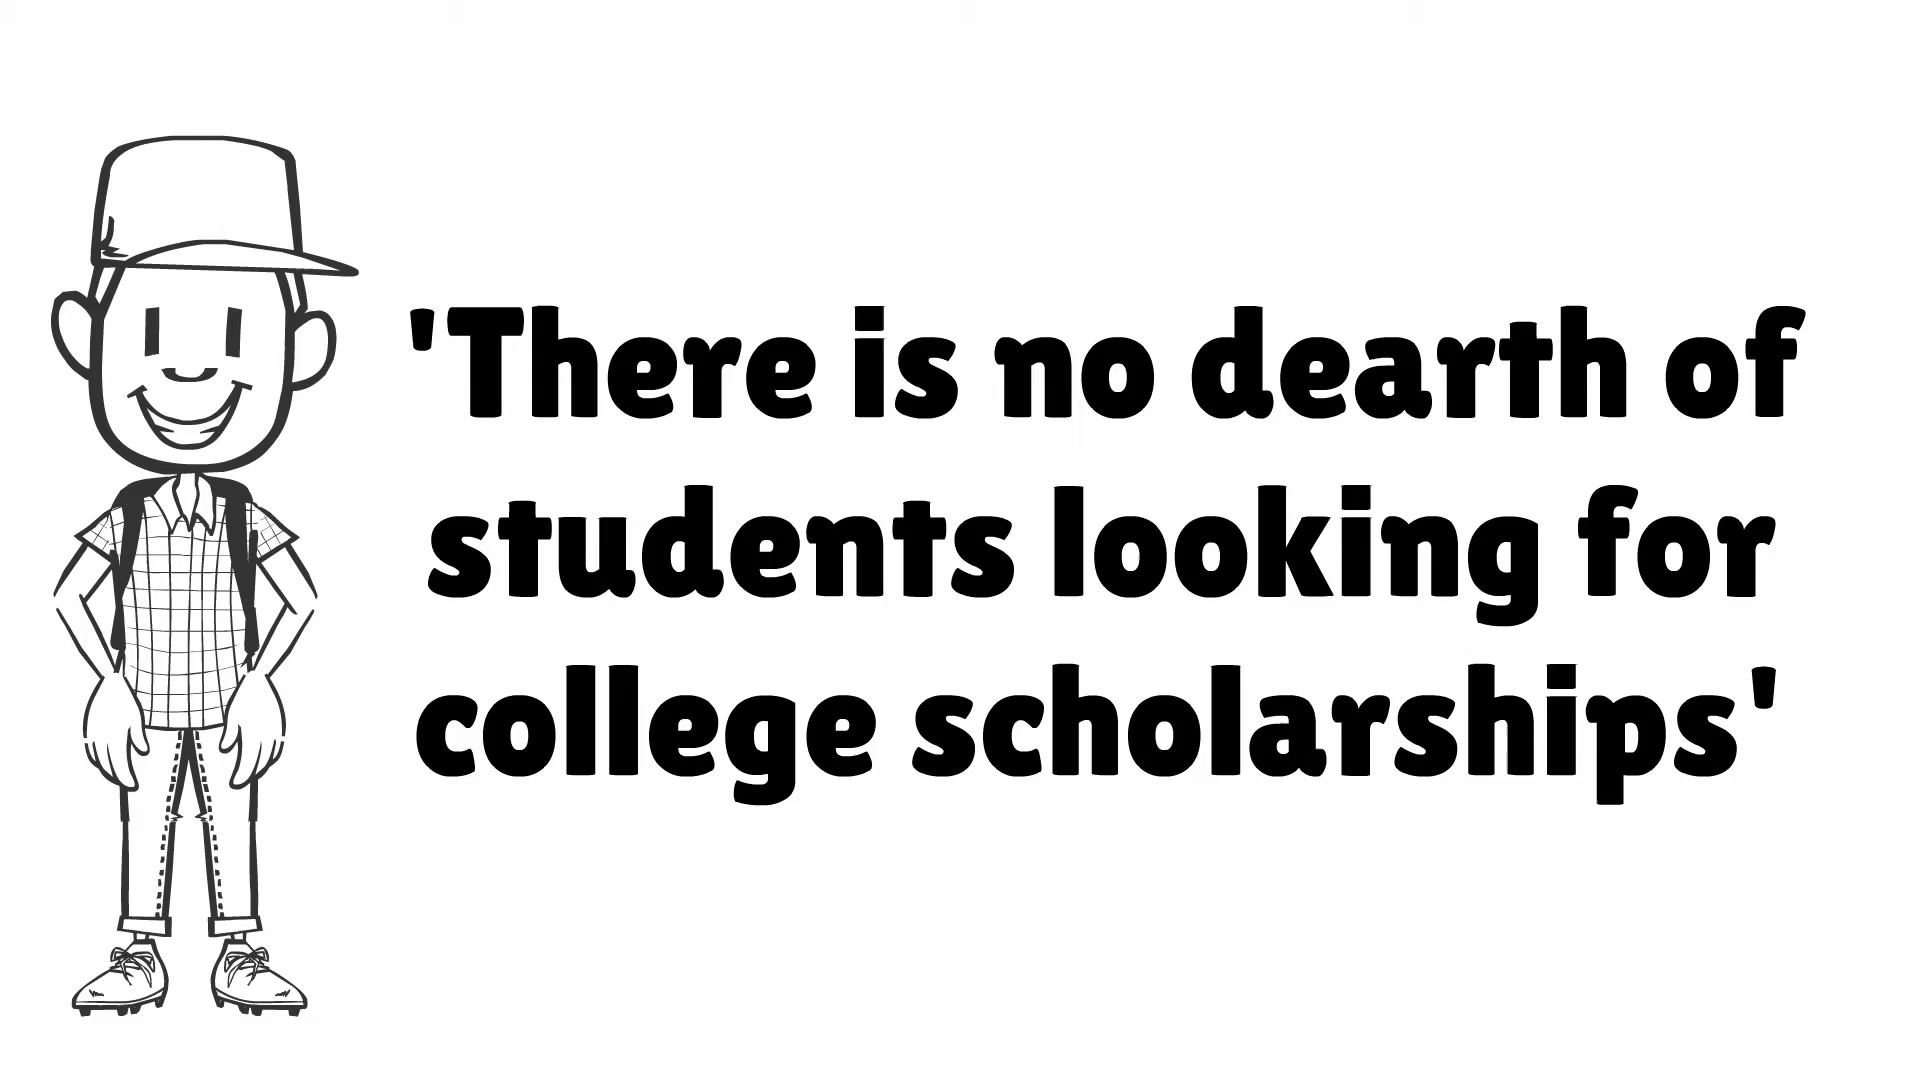 'There is no dearth of
students looking for
college scholarships'